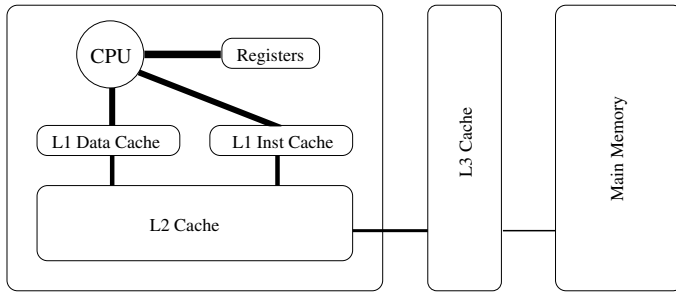 CPU
Registers
L1 Data Cache
L1 Inst Cache
L2 Cache
L3 Cache
Main Memory